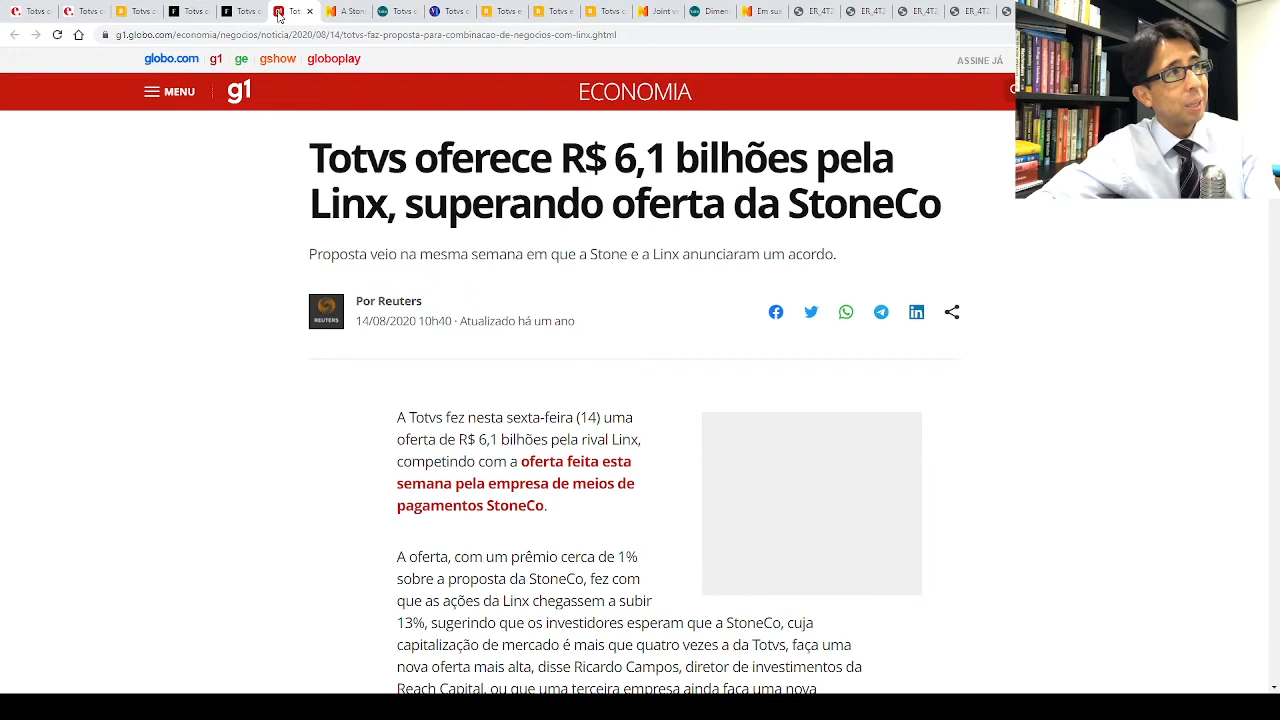 Totvs c
Totvs c
Totvs c
Totvs c
Totvs c
Tot
A Ston
Totvs c
Totvs c
Totvs e
Totvs e
Totvs c
Joint v
Dimen
Em sua
ER_4T2
ER_4T2
ER_4T2
ER_4T2
g1.globo.com/economia/negocios/noticia/2020/08/14/totvs-faz-proposta-para-combinacao-de-negocios-com-linx.ghtml
globo.com g1 ge gshow globoplay
ASSINE JÁ
MENU g1 ECONOMIA
Totvs oferece R$ 6,1 bilhões pela
Linx, superando oferta da StoneCo
Proposta veio na mesma semana em que a Stone e a Linx anunciaram um acordo.
REUTERS
Por Reuters
14/08/2020 10h40 · Atualizado há um ano
A Totvs fez nesta sexta-feira (14) uma
oferta de R$ 6,1 bilhões pela rival Linx,
competindo com a oferta feita esta
semana pela empresa de meios de
pagamentos StoneCo.
A oferta, com um prêmio cerca de 1%
sobre a proposta da StoneCo, fez com
que as ações da Linx chegassem a subir
13%, sugerindo que os investidores esperam que a StoneCo, cuja
capitalização de mercado é mais que quatro vezes a da Totvs, faça uma
nova oferta mais alta, disse Ricardo Campos, diretor de investimentos da
Reach Capital, ou que uma terceira empresa ainda faça uma nova